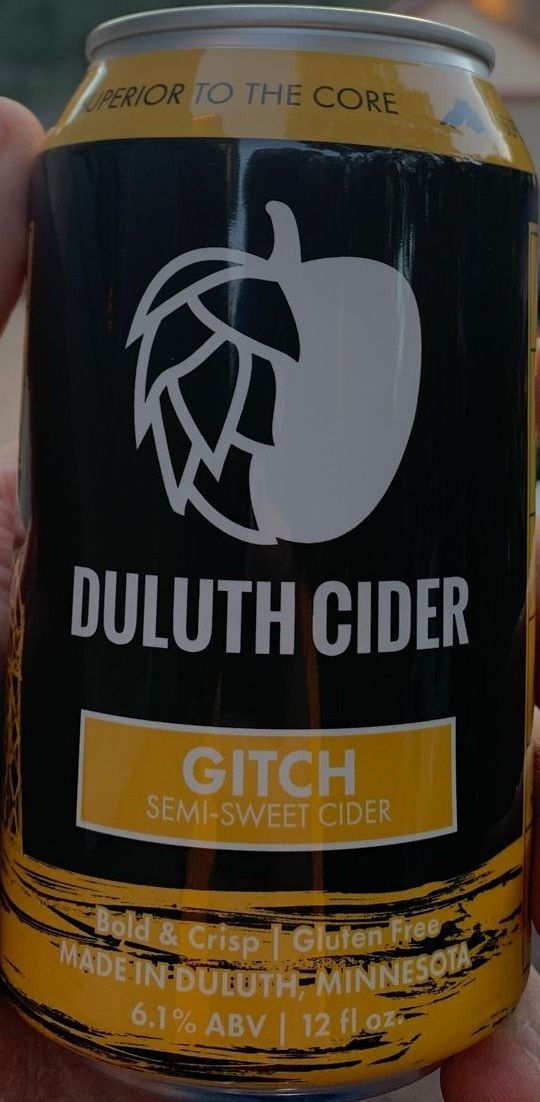 SUPERIOR TO THE CORE
DULUTH CIDER
GITCH
SEMI-SWEET CIDER
Bold & Crisp | Gluten Free
MADE IN DULUTH, MINNESOTA
6.1% ABV | 12 fl oz.